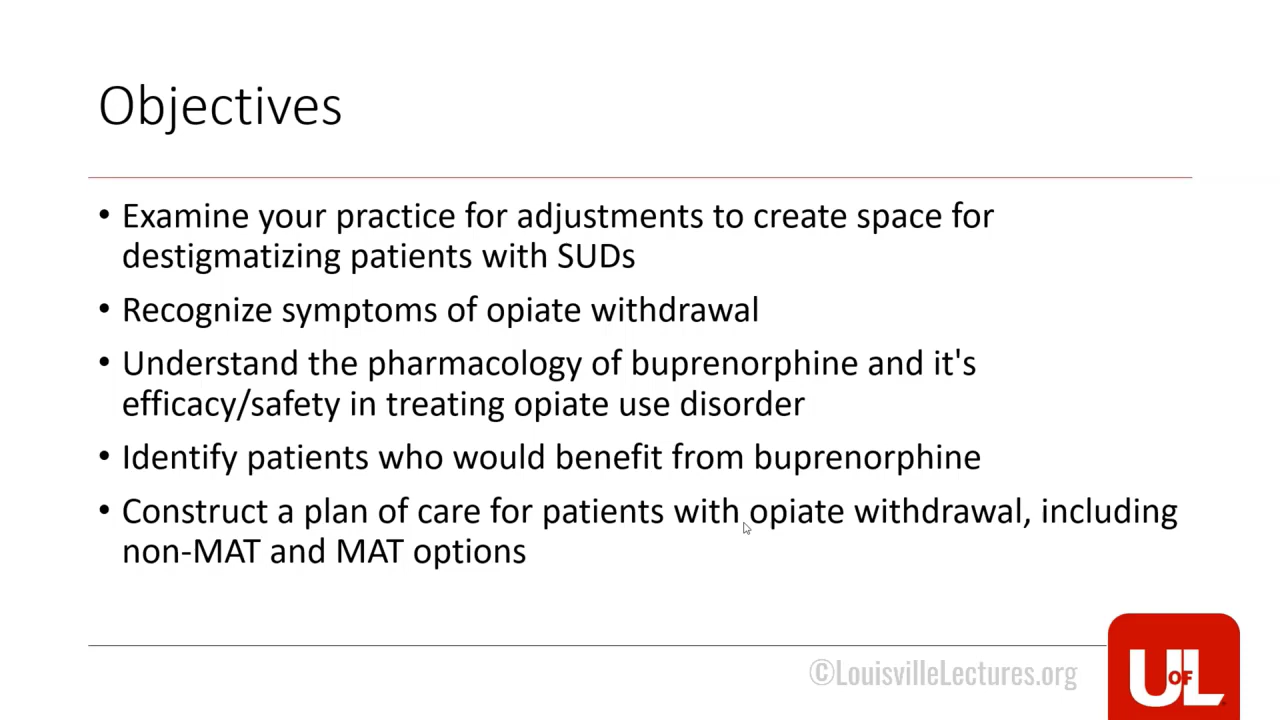 Objectives
• Examine your practice for adjustments to create space for
destigmatizing patients with SUDs
• Recognize symptoms of opiate withdrawal
• Understand the pharmacology of buprenorphine and it's
efficacy/safety in treating opiate use disorder
• Identify patients who would benefit from buprenorphine
• Construct a plan of care for patients with opiate withdrawal, including
non-MAT and MAT options
©LouisvilleLectures.org
U OF L